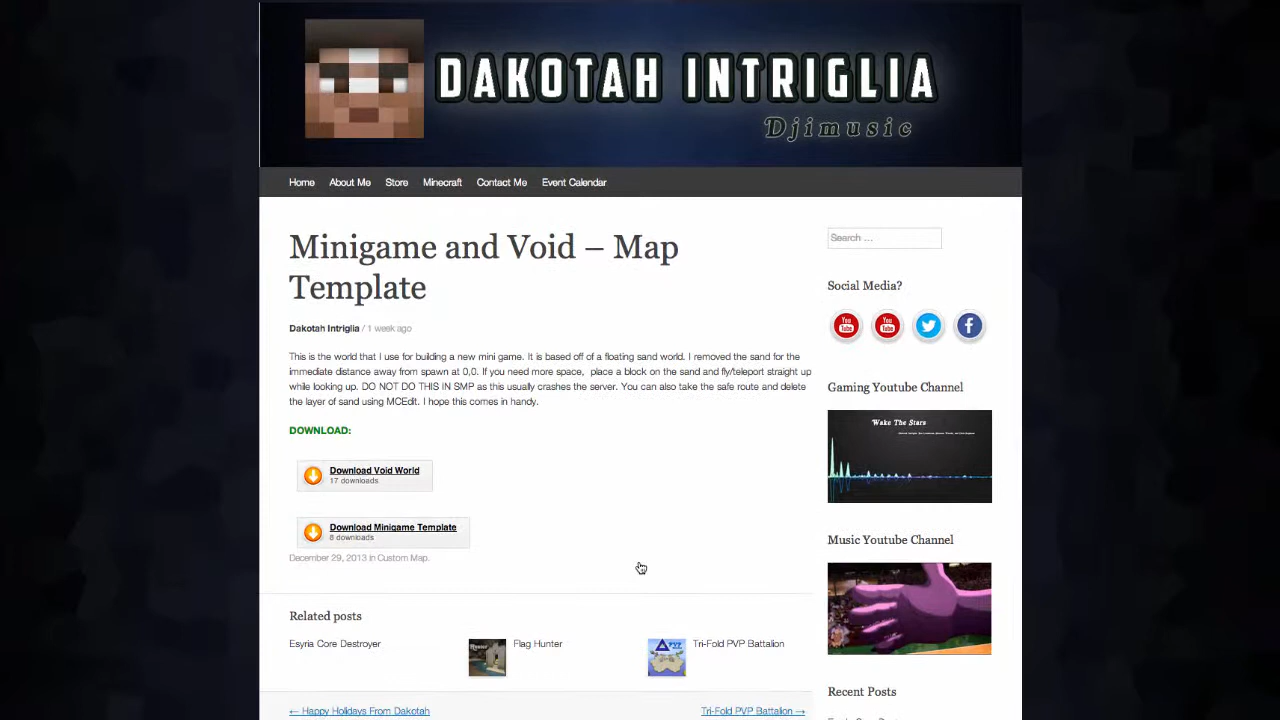 DAKOTAH INTRIGLIA
Djimusic
Home About Me Store Minecraft Contact Me Event Calendar
Minigame and Void – Map
Template
Dakotah Intriglia / 1 week ago
This is the world that I use for building a new mini game. It is based off of a floating sand world. I removed the sand for the
immediate distance away from spawn at 0,0. If you need more space, place a block on the sand and fly/teleport straight up
while looking up. DO NOT DO THIS IN SMP as this usually crashes the server. You can also take the safe route and delete
the layer of sand using MCEdit. I hope this comes in handy.
DOWNLOAD:
Download Void World
17 downloads
Download Minigame Template
8 downloads
December 29, 2013 in Custom Map.
Related posts
Esyria Core Destroyer
Flag Hunter
PVP
Tri-Fold PVP Battalion
← Happy Holidays From Dakotah
Tri-Fold PVP Battalion →
Search ...
Social Media?
You
Tube
You
Tube
Gaming Youtube Channel
Wake The Stars
Music Youtube Channel
Recent Posts